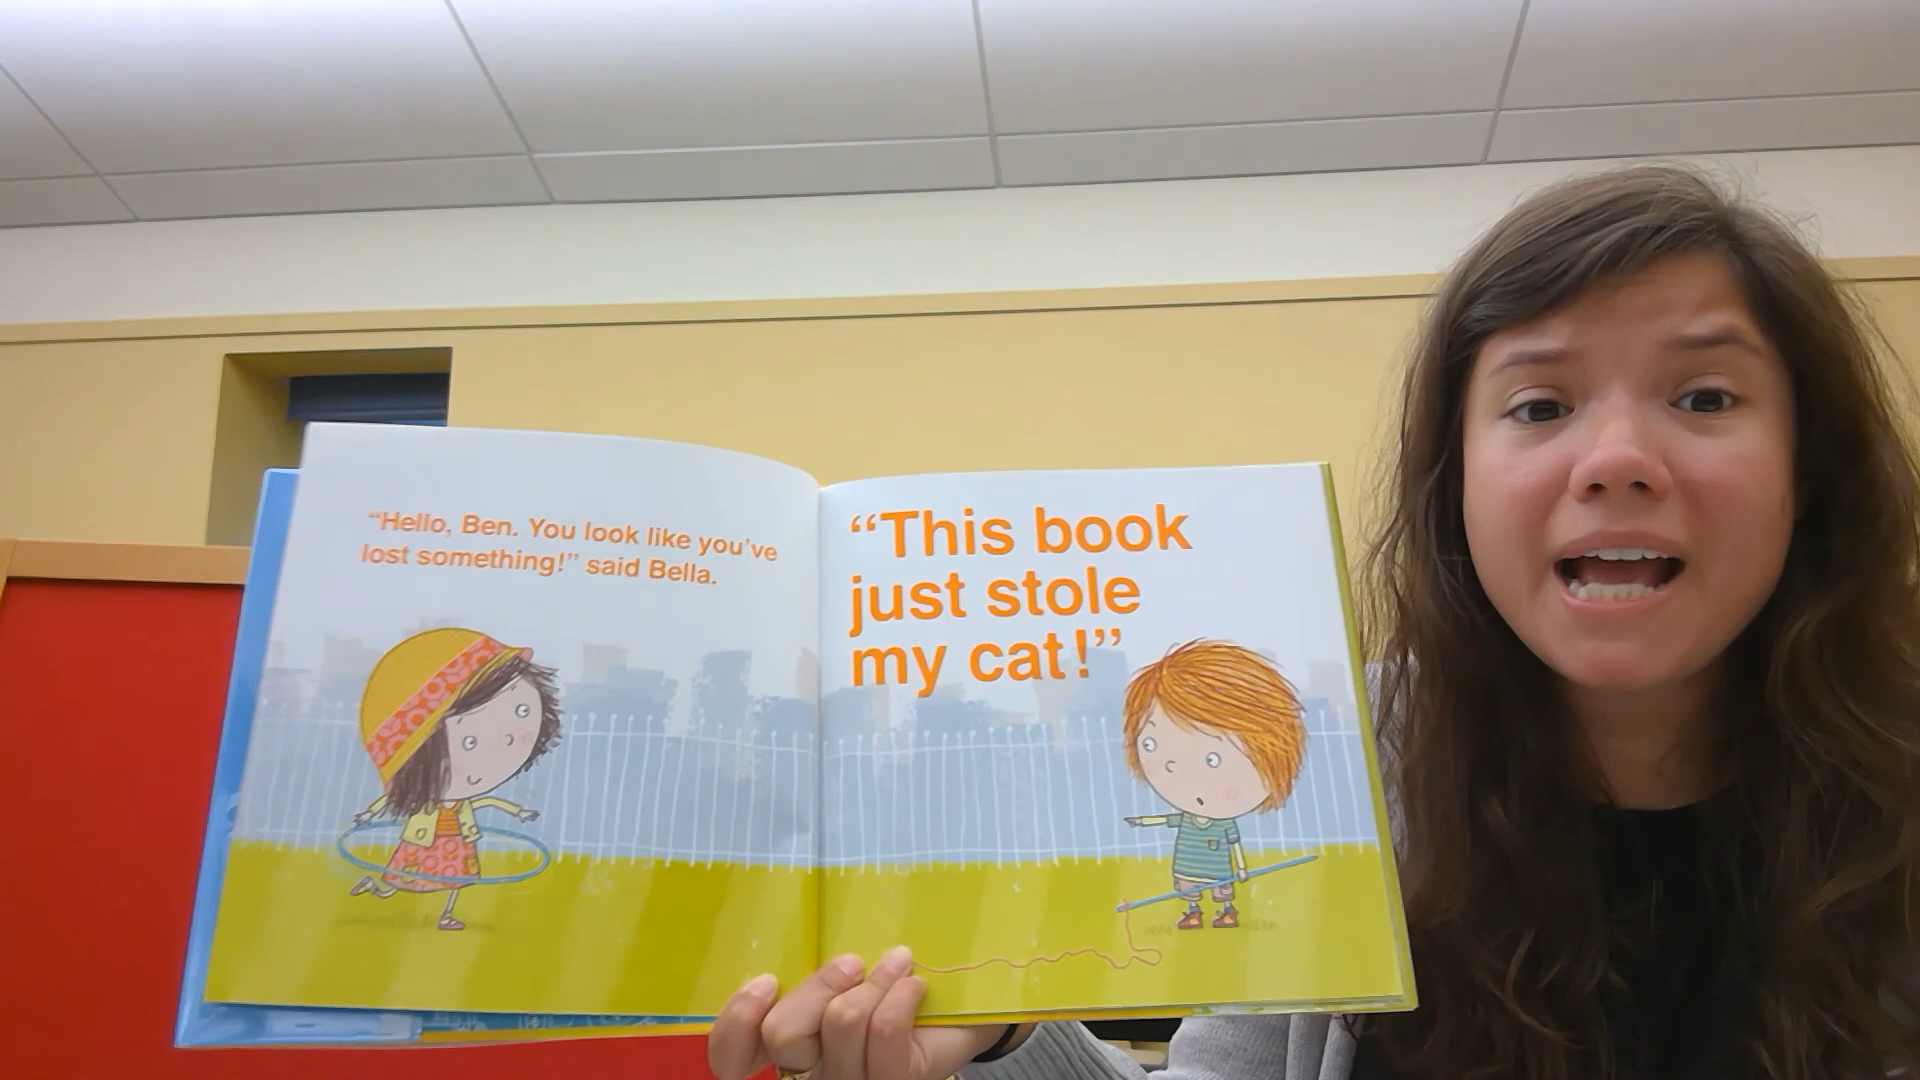 “Hello, Ben. You look like you’ve
lost something!” said Bella.
“This book
just stole
my cat!”